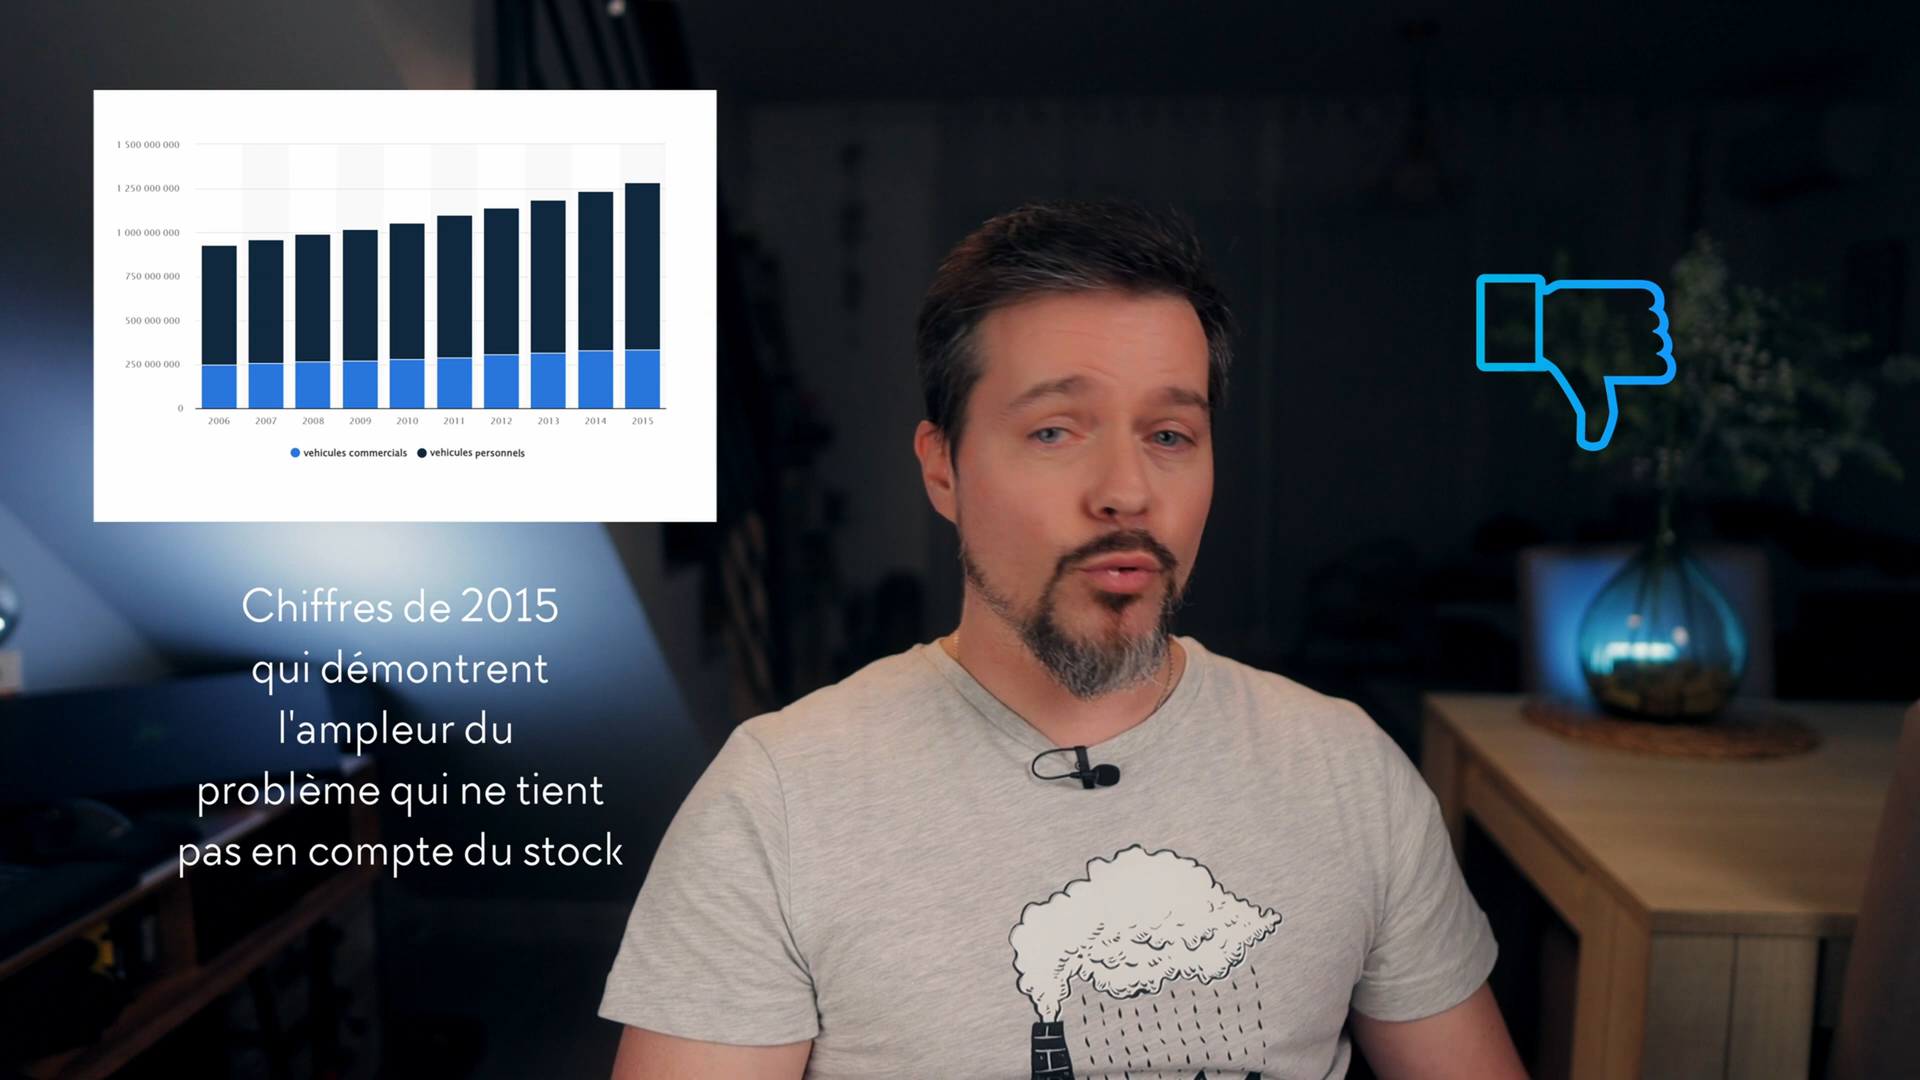 1 500 000 000
1 250 000 000
1 000 000 000
750 000 000
500 000 000
250 000 000
0
2006 2007 2008 2009 2010 2011 2012 2013 2014 2015
vehicules commercials vehicules personnels
Chiffres de 2015
qui démontrent
l'ampleur du
problème qui ne tient
pas en compte du stock